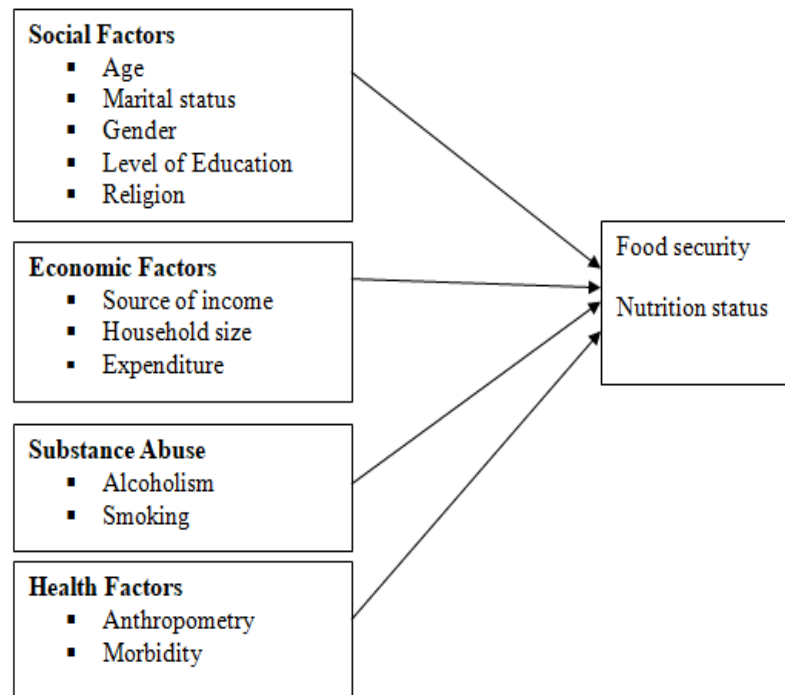 Social Factors
▪ Age
▪ Marital status
▪ Gender
▪ Level of Education
▪ Religion
Economic Factors
▪ Source of income
▪ Household size
▪ Expenditure
Substance Abuse
▪ Alcoholism
▪ Smoking
Health Factors
▪ Anthropometry
▪ Morbidity
Food security
Nutrition status